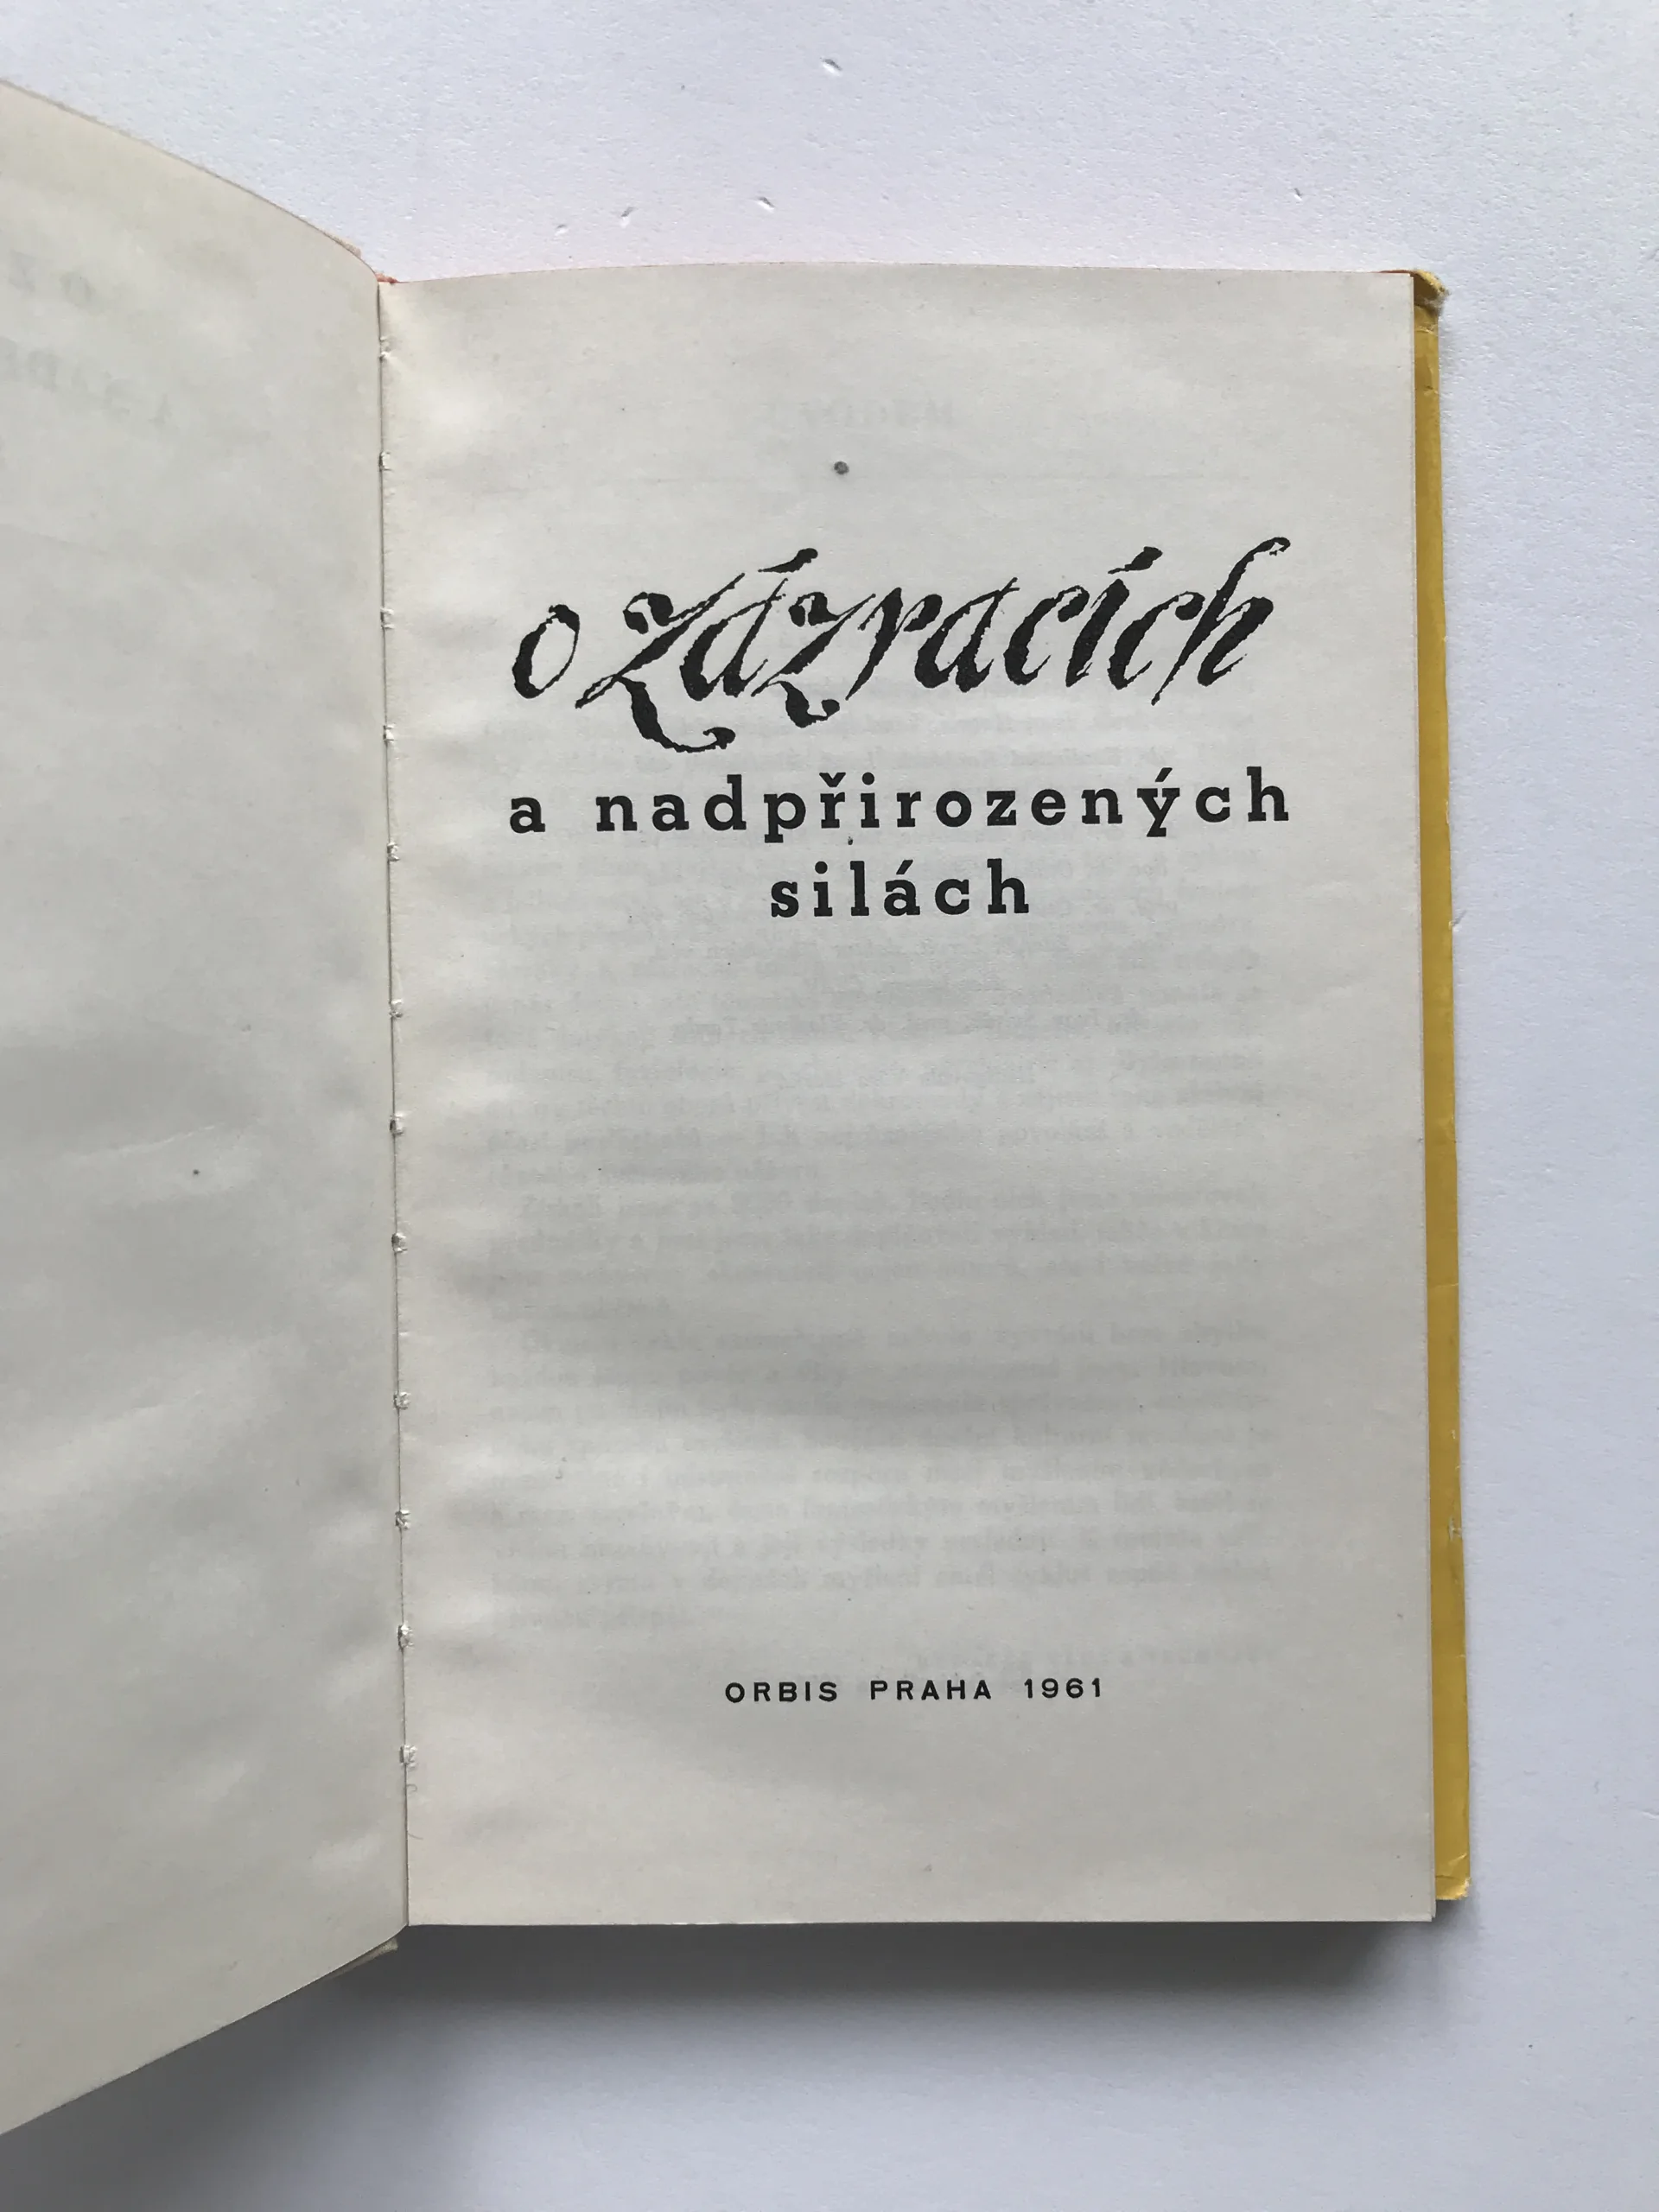 o zázracích
a nadpřirozených
silách
ORBIS PRAHA 1961